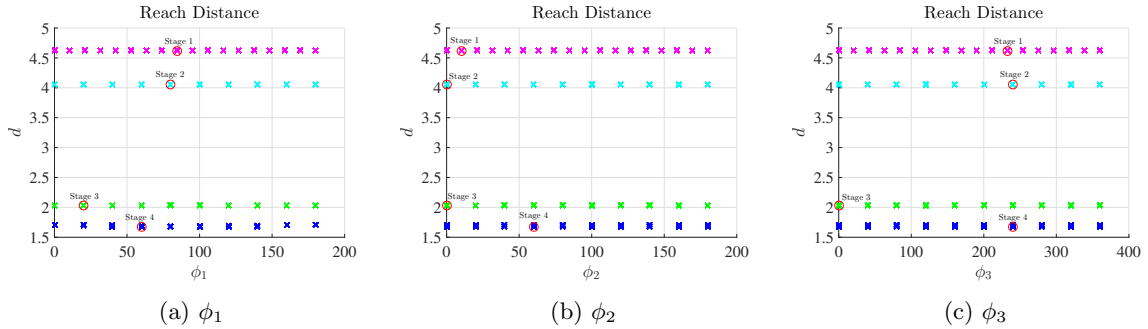 Reach Distance
5
4.5
4
3.5
3
2.5
2
1.5
d
Stage 1
Stage 2
Stage 3
Stage 4
0 50 100 150 200
ϕ1
(a) ϕ1
Reach Distance
5
4.5
4
3.5
3
2.5
2
1.5
d
Stage 1
Stage 2
Stage 3
Stage 4
0 50 100 150 200
ϕ2
(b) ϕ2
Reach Distance
5
4.5
4
3.5
3
2.5
2
1.5
d
Stage 1
Stage 2
Stage 3
Stage 4
0 100 200 300 400
ϕ3
(c) ϕ3